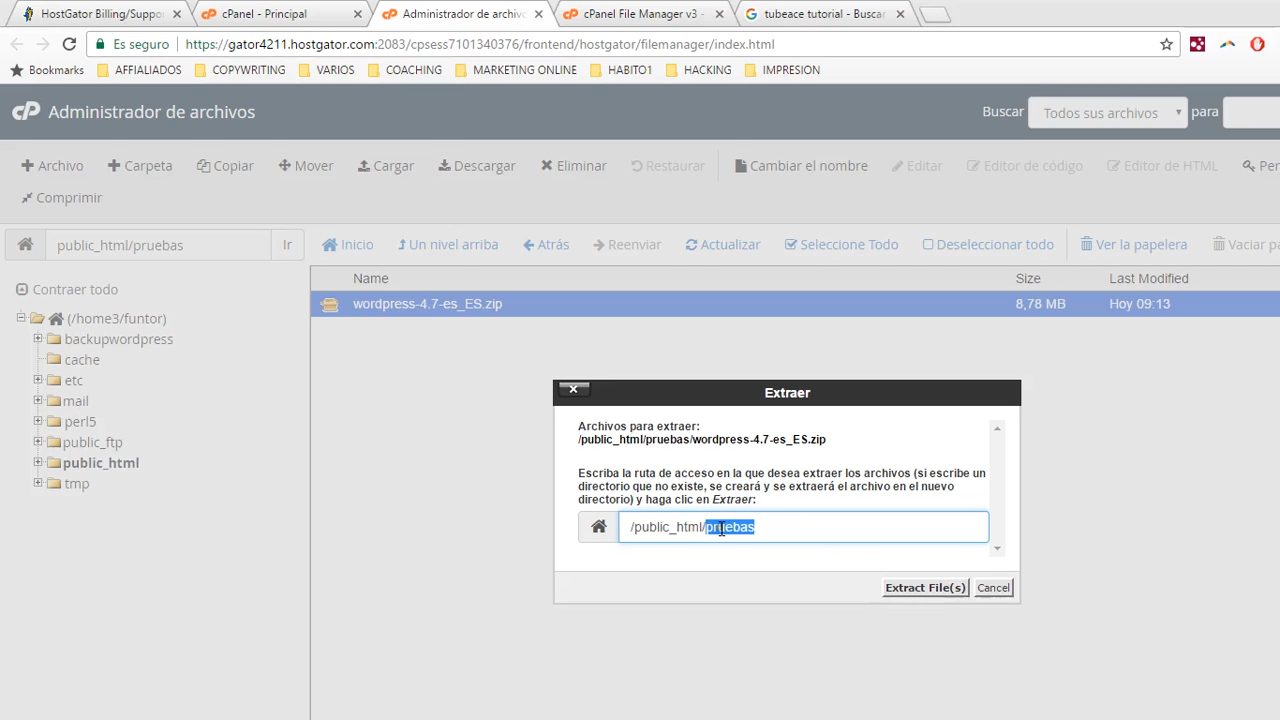 HostGator Billing/Suppo
cPanel - Principal
Administrador de archivo
cPanel File Manager v3 -
tubeace tutorial - Buscar
Es seguro
https://gator4211.hostgator.com:2083/cpsess7101340376/frontend/hostgator/filemanager/index.html
Bookmarks
AFFIALIADOS
COPYWRITING
VARIOS
COACHING
MARKETING ONLINE
HABITO1
HACKING
IMPRESION
cP Administrador de archivos
Buscar
Todos sus archivos
para
Archivo
Carpeta
Copiar
Mover
Cargar
Descargar
Eliminar
Restaurar
Cambiar el nombre
Editar
Editor de código
Editor de HTML
Per
Comprimir
public_html/pruebas
Ir
Inicio
Un nivel arriba
Atrás
Reenviar
Actualizar
Seleccione Todo
Deseleccionar todo
Ver la papelera
Vaciar pa
Contraer todo
(/home3/funtor)
backupwordpress
cache
etc
mail
perl5
public_ftp
public_html
tmp
Name
Size
Last Modified
wordpress-4.7-es_ES.zip
8,78 MB
Hoy 09:13
Extraer
Archivos para extraer:
/public_html/pruebas/wordpress-4.7-es_ES.zip
Escriba la ruta de acceso en la que desea extraer los archivos (si escribe un
directorio que no existe, se creará y se extraerá el archivo en el nuevo
directorio) y haga clic en Extraer:
/public_html/pruebas
Extract File(s)
Cancel